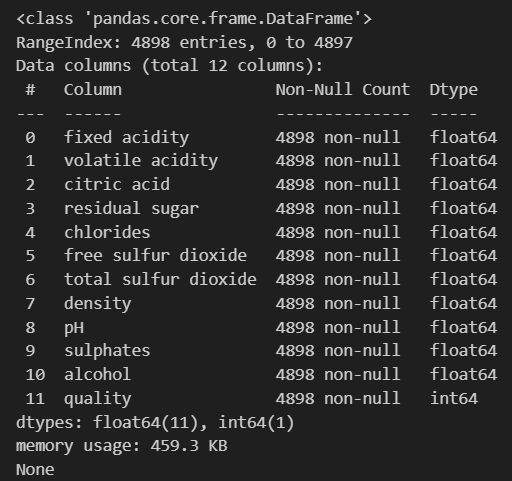 <class 'pandas.core.frame.DataFrame'>
RangeIndex: 4898 entries, 0 to 4897
Data columns (total 12 columns):
 #   Column                Non-Null Count  Dtype
---  ------                --------------  -----
 0   fixed acidity         4898 non-null   float64
 1   volatile acidity      4898 non-null   float64
 2   citric acid           4898 non-null   float64
 3   residual sugar        4898 non-null   float64
 4   chlorides             4898 non-null   float64
 5   free sulfur dioxide   4898 non-null   float64
 6   total sulfur dioxide  4898 non-null   float64
 7   density               4898 non-null   float64
 8   pH                    4898 non-null   float64
 9   sulphates             4898 non-null   float64
 10  alcohol               4898 non-null   float64
 11  quality               4898 non-null   int64
dtypes: float64(11), int64(1)
memory usage: 459.3 KB
None